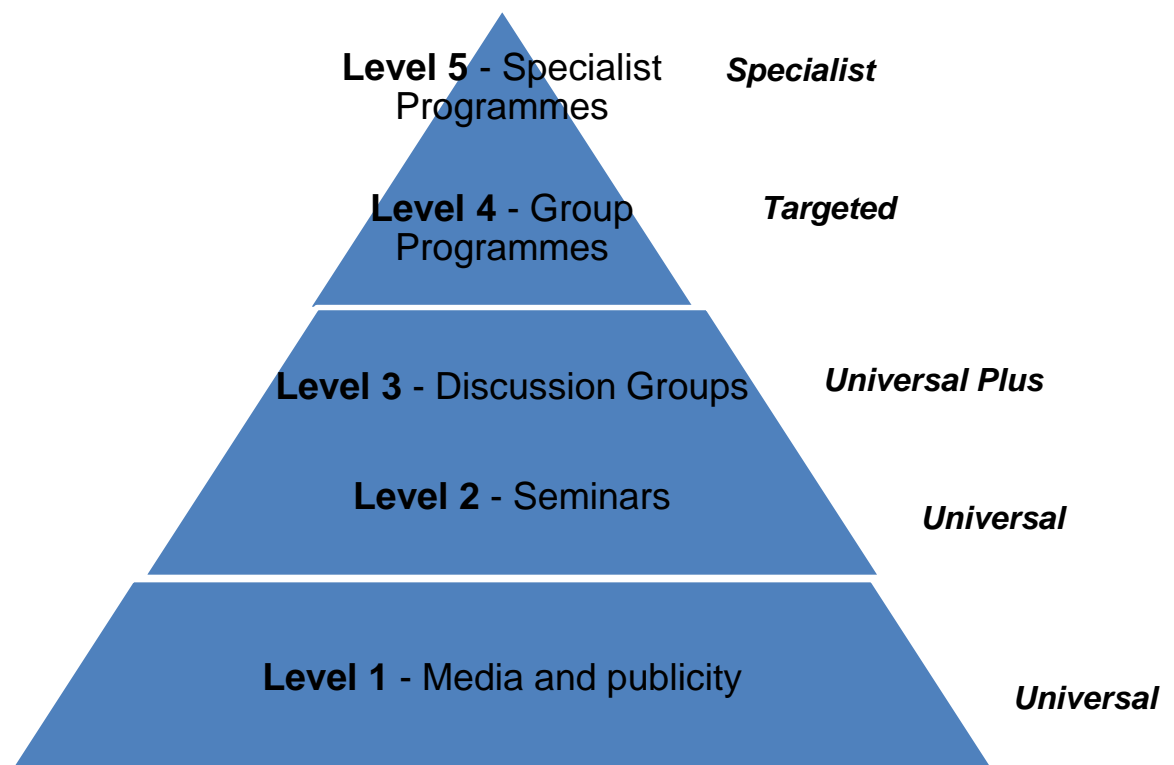 Level 5 - Specialist
Programmes
Specialist
Level 4 - Group
Programmes
Targeted
Level 3 - Discussion Groups
Universal Plus
Level 2 - Seminars
Universal
Level 1 - Media and publicity
Universal